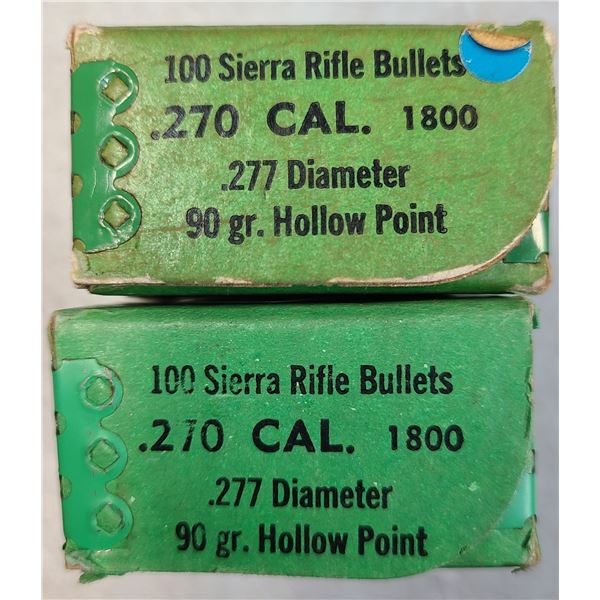 100 Sierra Rifle Bullets
.270 CAL. 1800
.277 Diameter
90 gr. Hollow Point
100 Sierra Rifle Bullets
.270 CAL. 1800
.277 Diameter
90 gr. Hollow Point